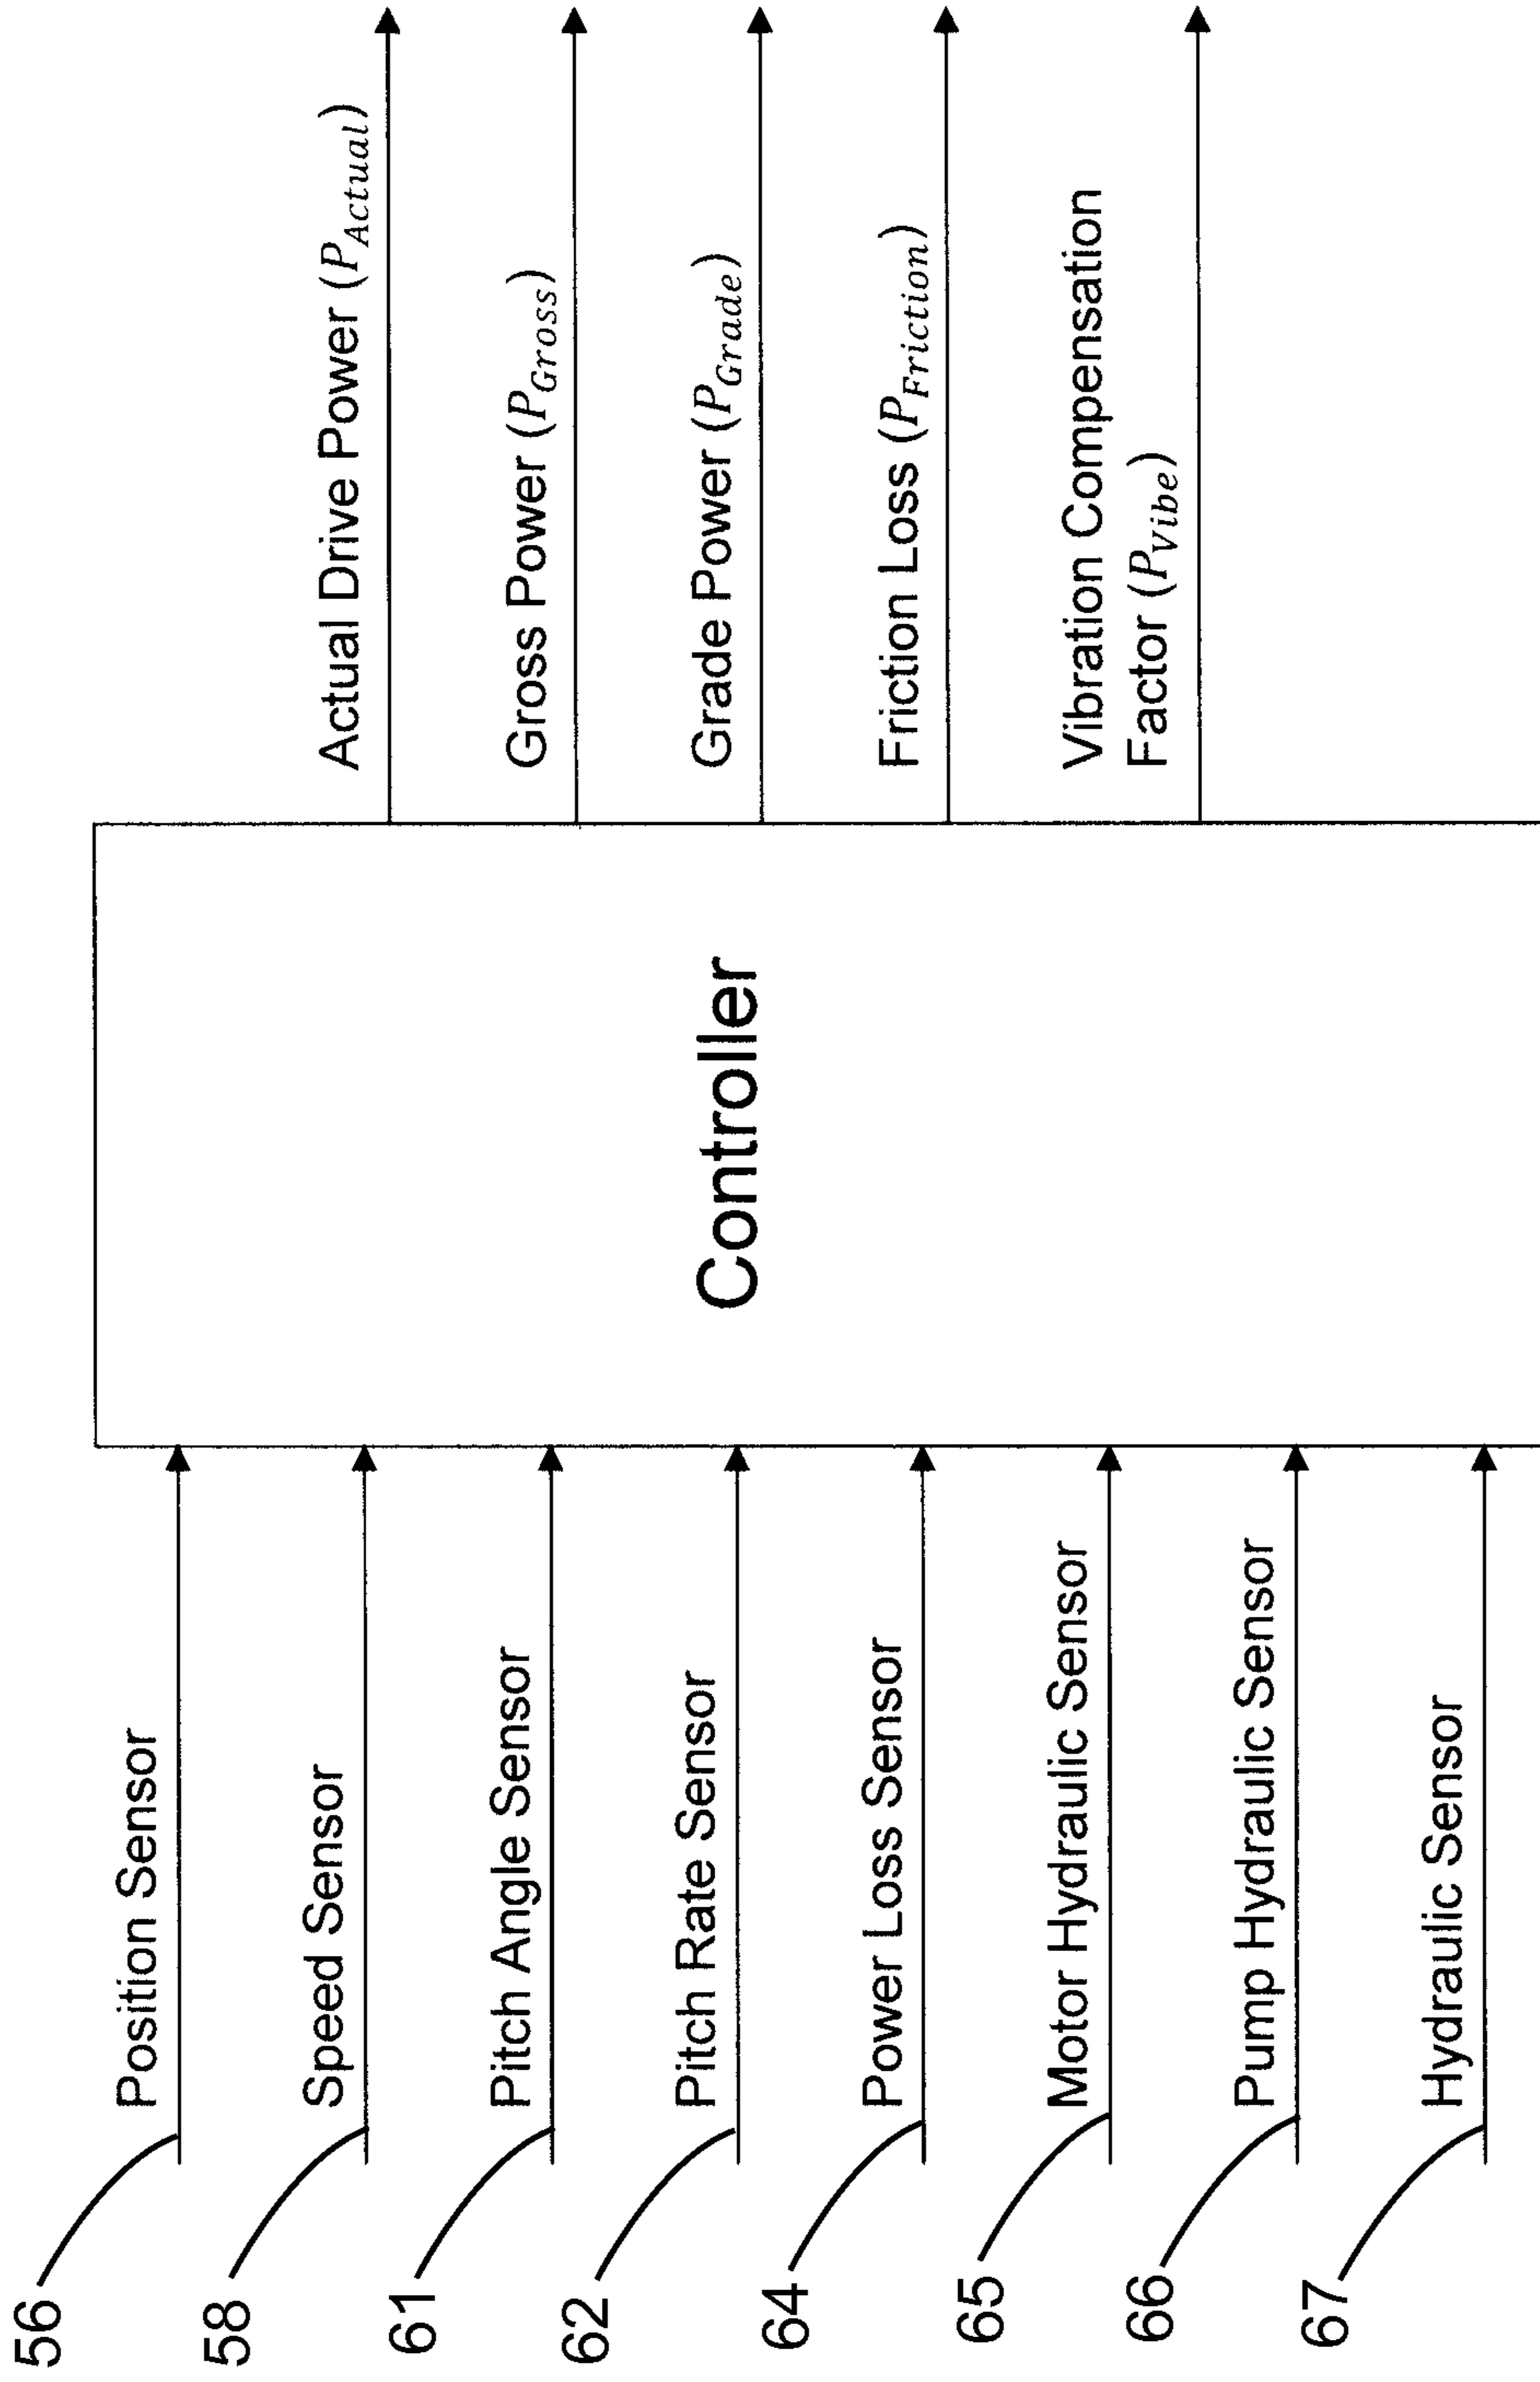 56
Position Sensor
58
Speed Sensor
61
Pitch Angle Sensor
62
Pitch Rate Sensor
64
Power Loss Sensor
65
Motor Hydraulic Sensor
66
Pump Hydraulic Sensor
67
Hydraulic Sensor
Controller
Actual Drive Power (P_Actual)
Gross Power (P_Gross)
Grade Power (P_Grade)
Friction Loss (P_Friction)
Vibration Compensation
Factor (P_Vibe)